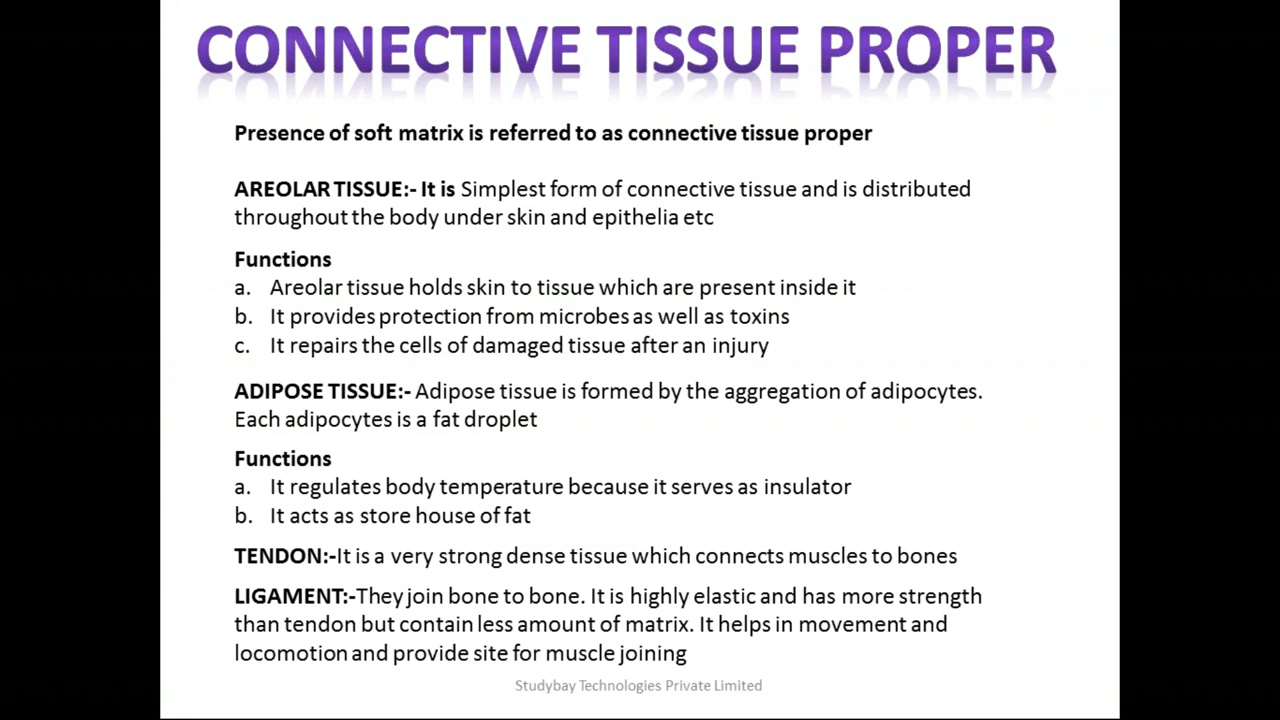 CONNECTIVE TISSUE PROPER
Presence of soft matrix is referred to as connective tissue proper
AREOLAR TISSUE:- It is Simplest form of connective tissue and is distributed
throughout the body under skin and epithelia etc
Functions
a. Areolar tissue holds skin to tissue which are present inside it
b. It provides protection from microbes as well as toxins
c. It repairs the cells of damaged tissue after an injury
ADIPOSE TISSUE:- Adipose tissue is formed by the aggregation of adipocytes.
Each adipocytes is a fat droplet
Functions
a. It regulates body temperature because it serves as insulator
b. It acts as store house of fat
TENDON:-It is a very strong dense tissue which connects muscles to bones
LIGAMENT:-They join bone to bone. It is highly elastic and has more strength
than tendon but contain less amount of matrix. It helps in movement and
locomotion and provide site for muscle joining
Studybay Technologies Private Limited